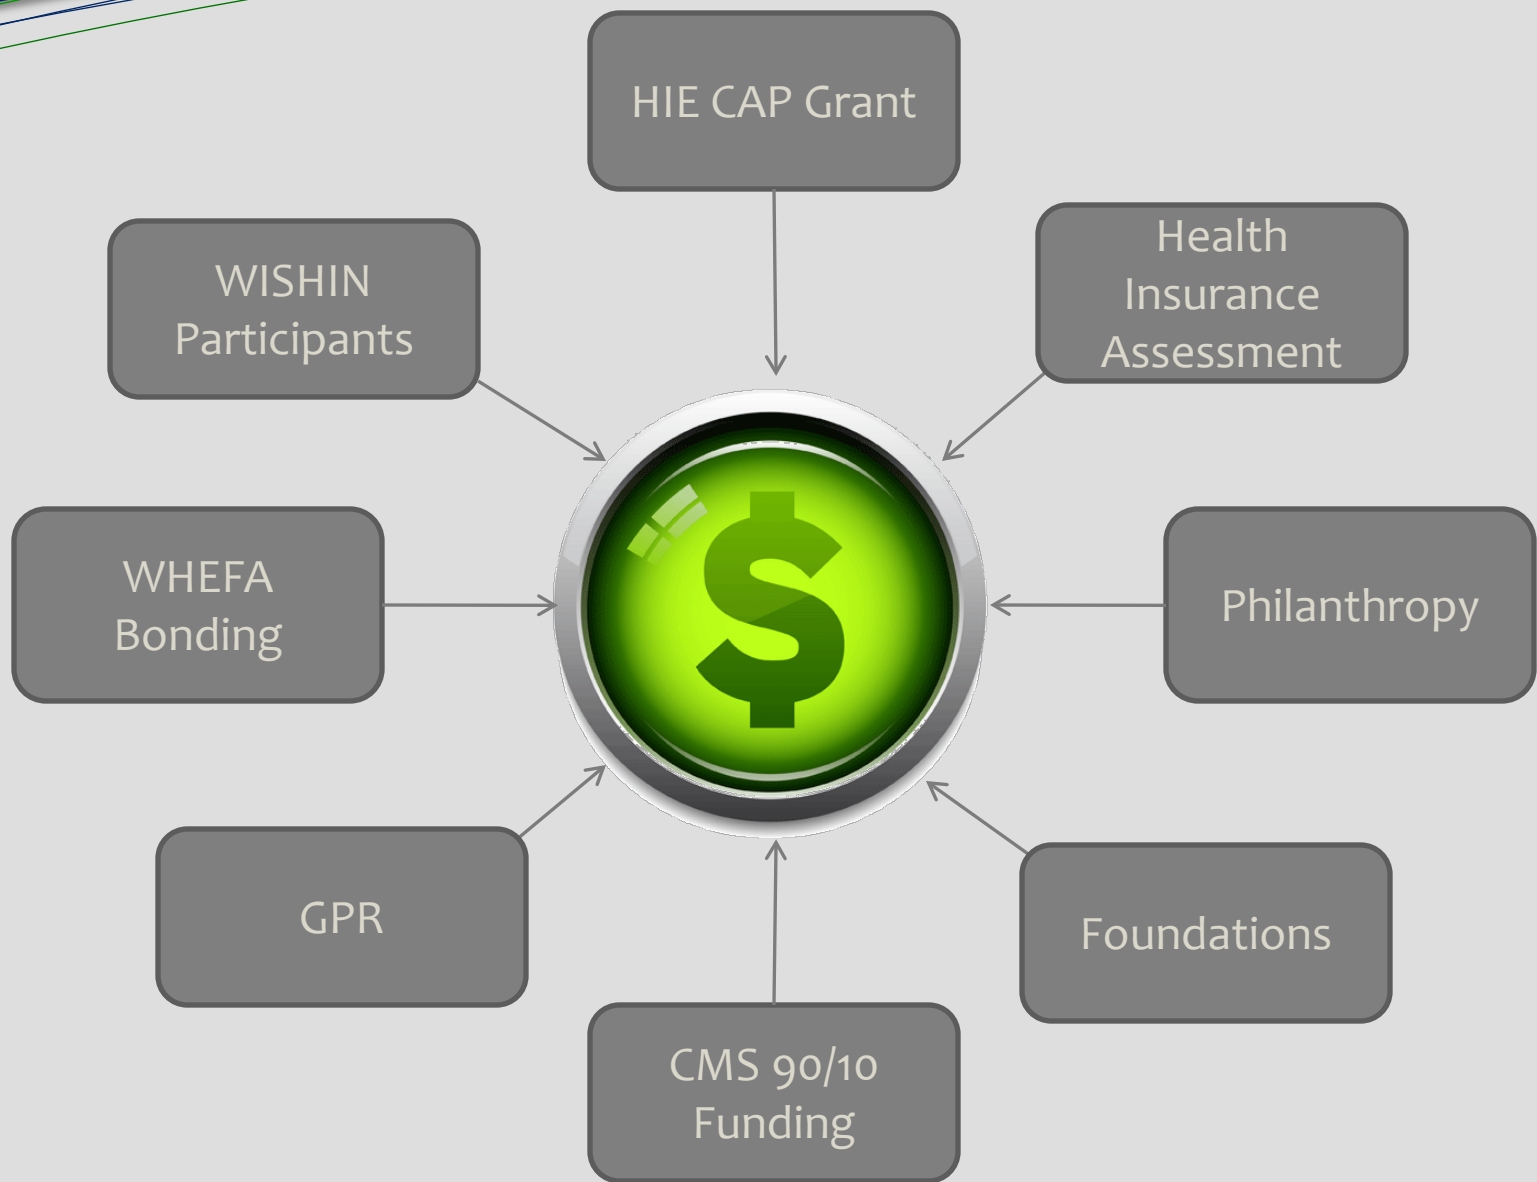 HIE CAP Grant
WISHIN
Participants
Health
Insurance
Assessment
WHEFA
Bonding
$
Philanthropy
GPR
Foundations
CMS 90/10
Funding